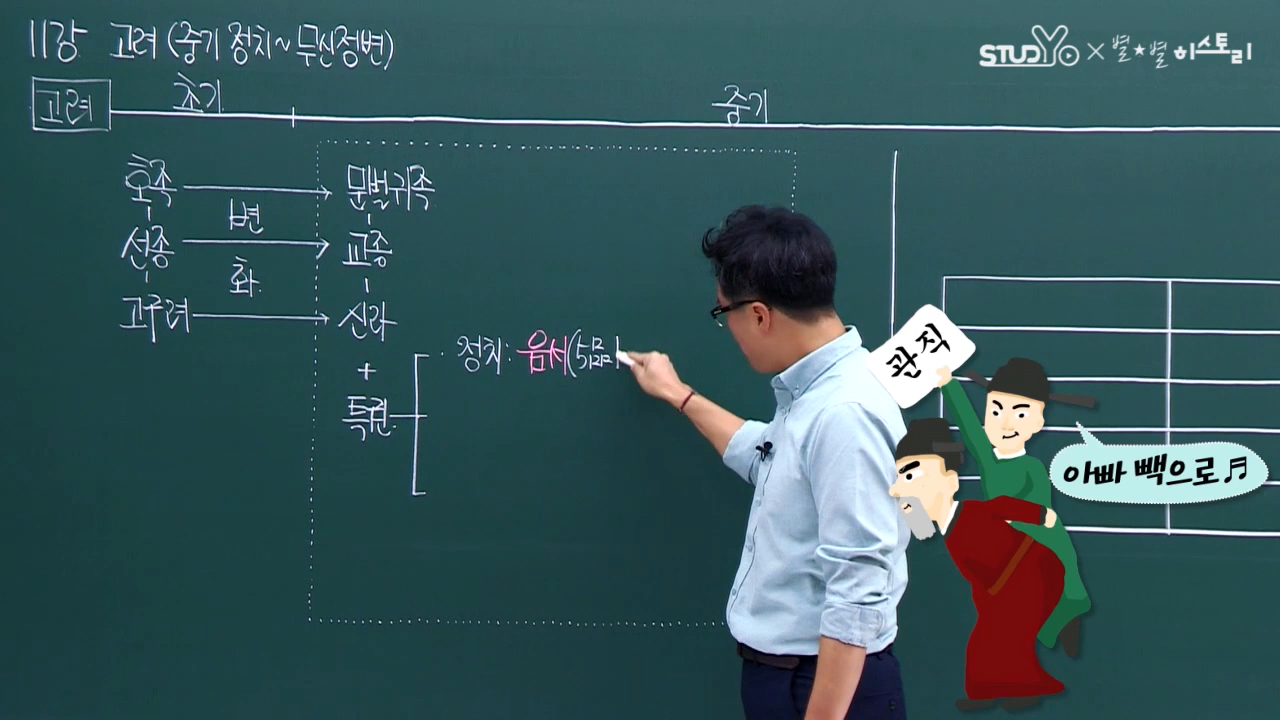 11강 고려 (중기 정치~무신정변)
STUDYo × 별★별 히스토리
고려 초기 중기
호족 문벌귀족
변
선종 교종
화
고구려 신라
정치: 음서(5품
+
특권
관직
아빠 빽으로♬